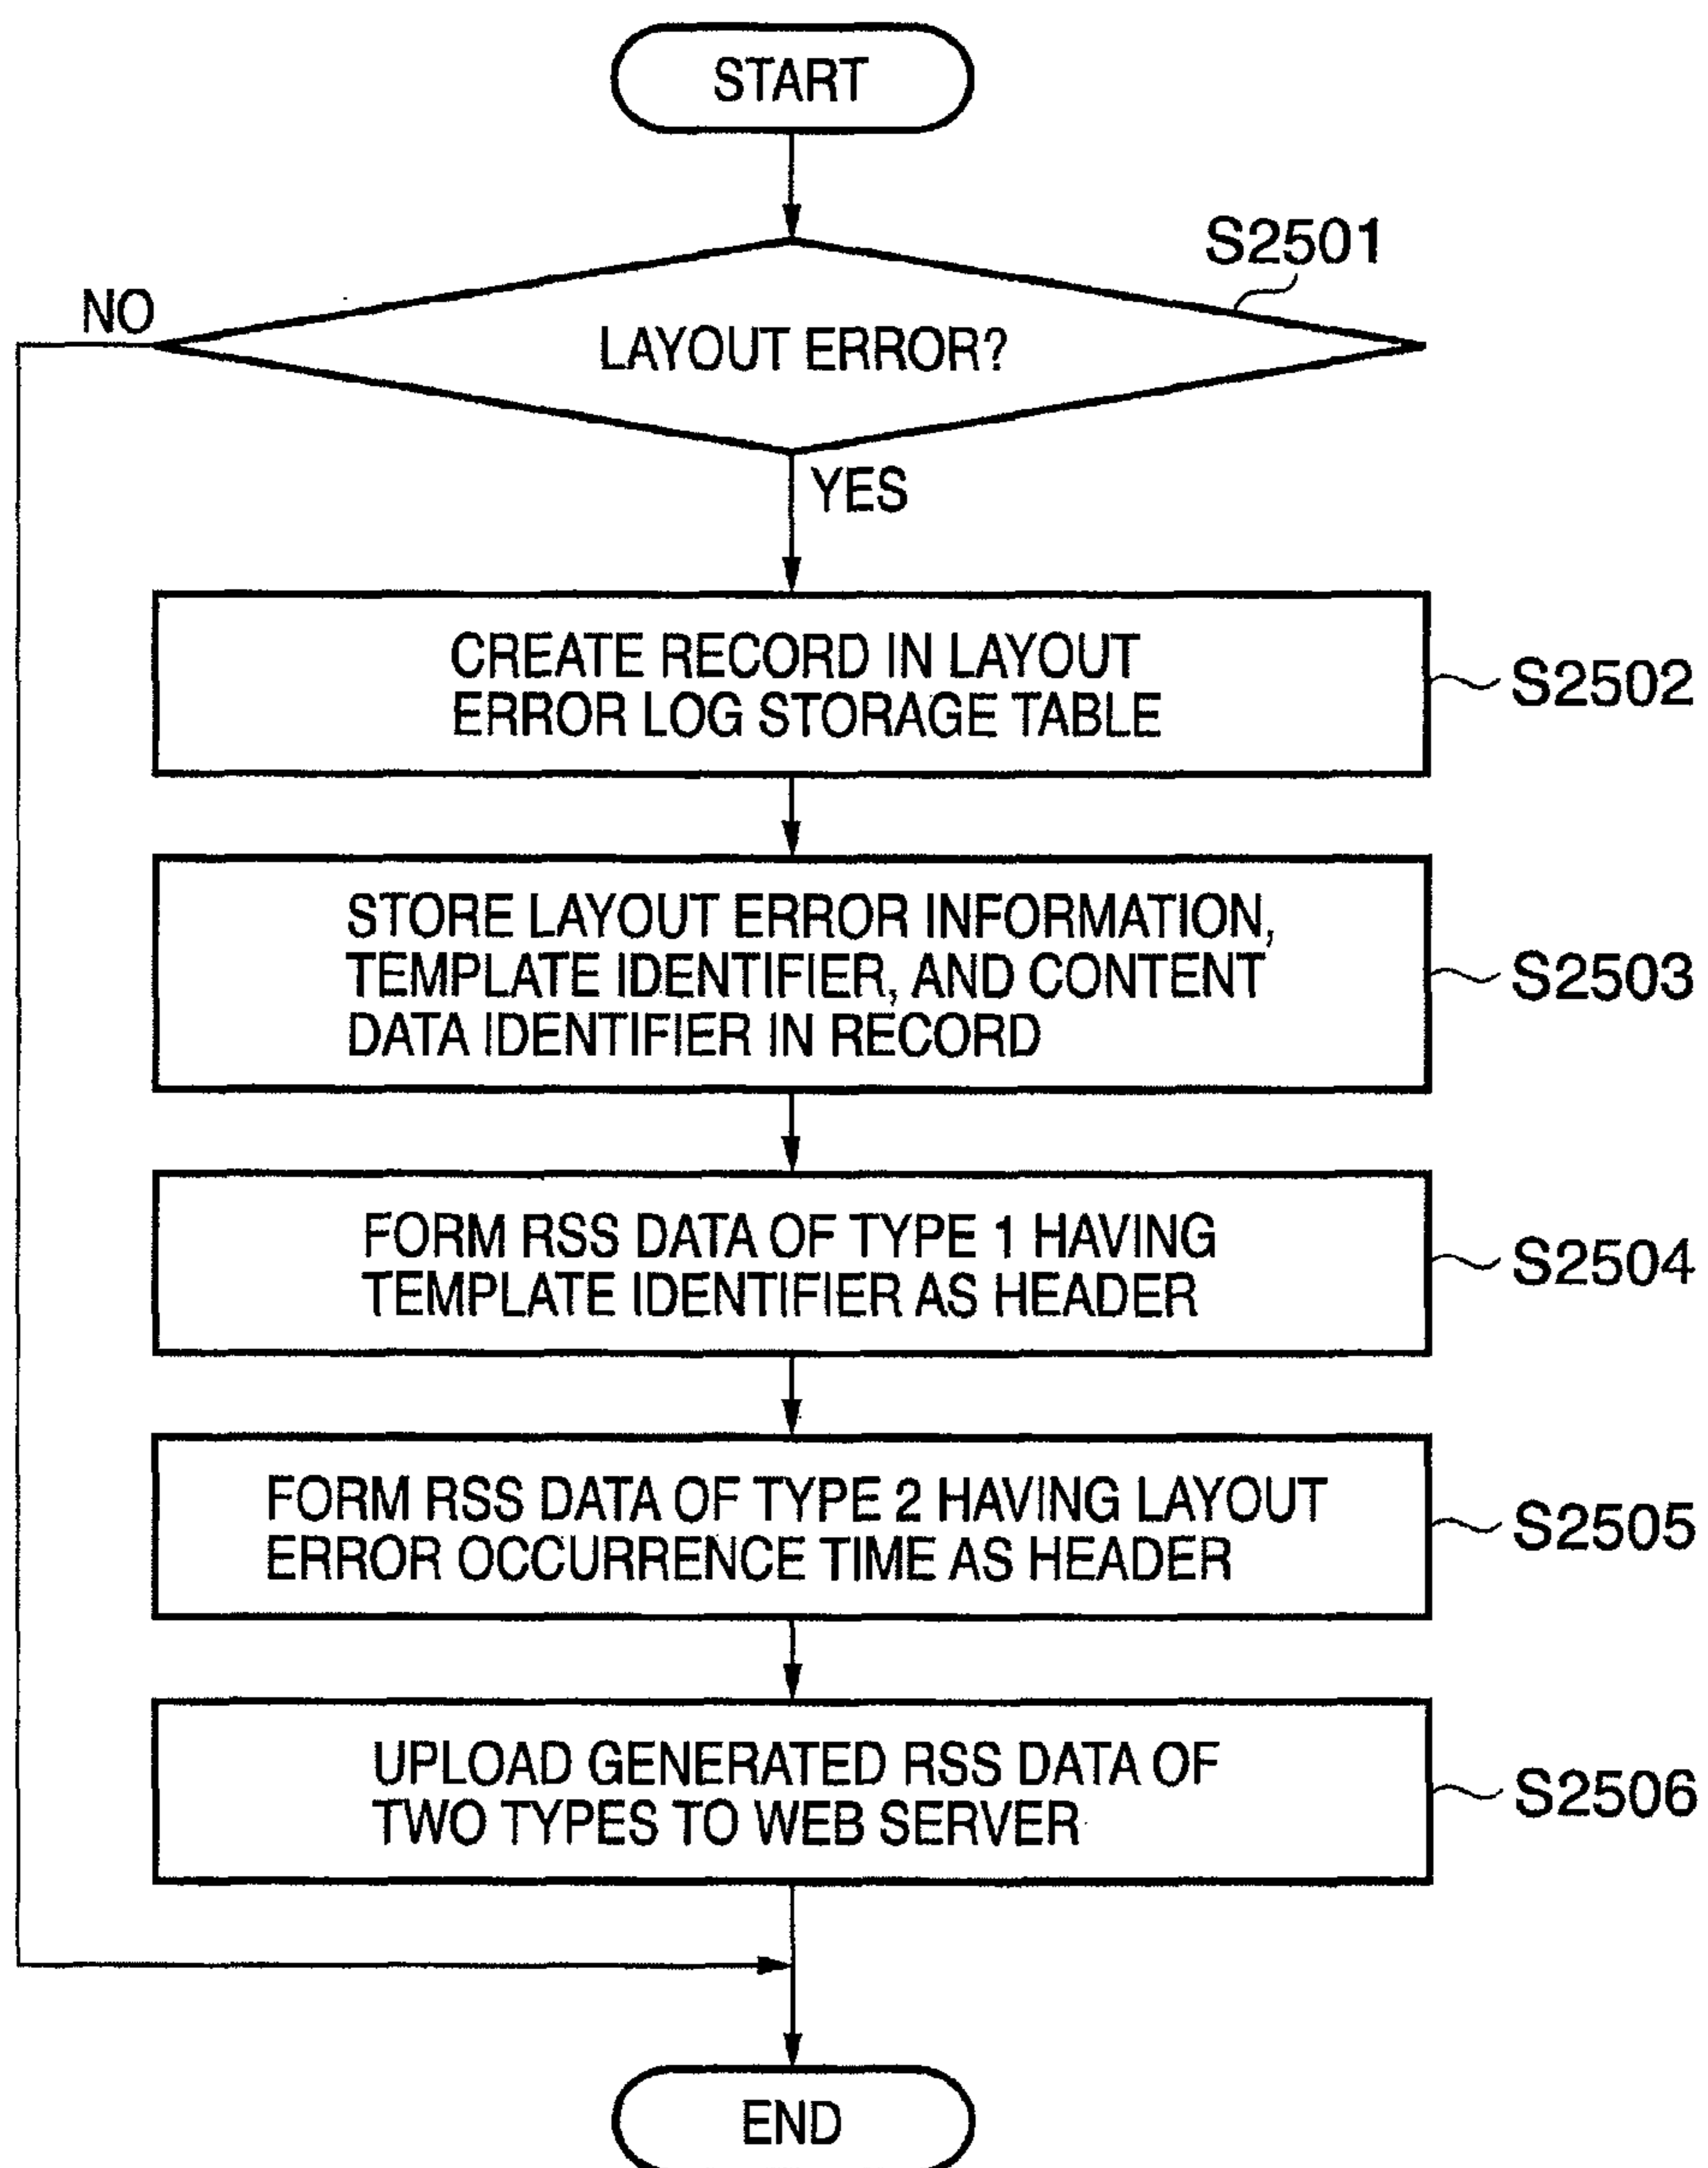 START
S2501
NO
LAYOUT ERROR?
YES
CREATE RECORD IN LAYOUT
ERROR LOG STORAGE TABLE
S2502
STORE LAYOUT ERROR INFORMATION,
TEMPLATE IDENTIFIER, AND CONTENT
DATA IDENTIFIER IN RECORD
S2503
FORM RSS DATA OF TYPE 1 HAVING
TEMPLATE IDENTIFIER AS HEADER
S2504
FORM RSS DATA OF TYPE 2 HAVING LAYOUT
ERROR OCCURRENCE TIME AS HEADER
S2505
UPLOAD GENERATED RSS DATA OF
TWO TYPES TO WEB SERVER
S2506
END